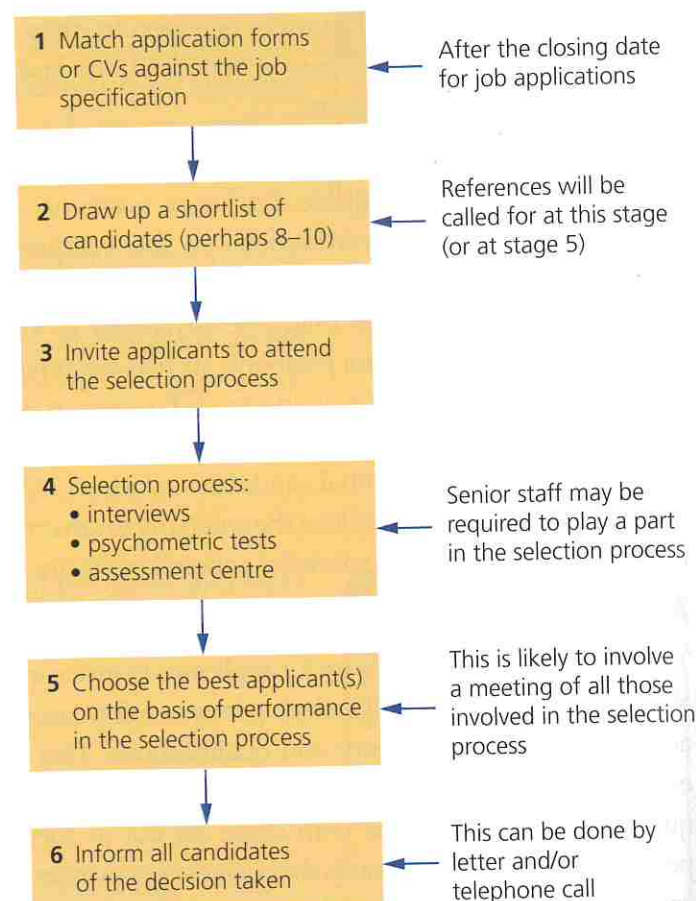 1 Match application forms
or CVs against the job
specification
After the closing date
for job applications
2 Draw up a shortlist of
candidates (perhaps 8–10)
References will be
called for at this stage
(or at stage 5)
3 Invite applicants to attend
the selection process
4 Selection process:
• interviews
• psychometric tests
• assessment centre
Senior staff may be
required to play a part
in the selection process
5 Choose the best applicant(s)
on the basis of performance
in the selection process
This is likely to involve
a meeting of all those
involved in the selection
process
6 Inform all candidates
of the decision taken
This can be done by
letter and/or
telephone call